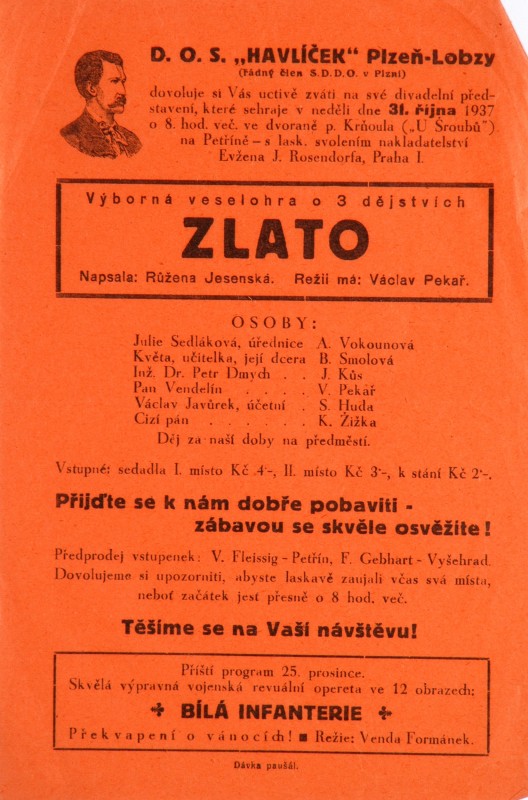 D. O. S. „HAVLÍČEK" Plzeň-Lobzy
(řádný člen S. D. D. O. v Plzni)
dovoluje si Vás uctivě zváti na své divadelní před-
stavení, které sehraje v neděli dne 31. října 1937
o 8. hod. več. ve dvoraně p. Krňoula („U Šroubů")
na Petříně – s lask. svolením nakladatelství
Evžena J. Rosendorfa, Praha I.
Výborná veselohra o 3 dějstvích
ZLATO
Napsala: Růžena Jesenská. Režii má: Václav Pekař.
OSOBY:
Julie Sedláková, úřednice A. Vokounová
Květa, učitelka, její dcera B. Smolová
Inž. Dr. Petr Dmych . . J. Kůs
Pan Vendelín . . . . V. Pekař
Václav Javůrek, účetní . S. Huda
Cizí pán . . . . . . K. Žižka
Děj za naší doby na předměstí.
Vstupné: sedadla I. místo Kč 4·-, II. místo Kč 3·-, k stání Kč 2·-.
Přijďte se k nám dobře pobaviti -
zábavou se skvěle osvěžíte!
Předprodej vstupenek: V. Fleissig - Petřín, F. Gebhart - Vyšehrad.
Dovolujeme si upozorniti, abyste laskavě zaujali včas svá místa,
neboť začátek jest přesně o 8 hod. več.
Těšíme se na Vaší návštěvu!
Příští program 25. prosince.
Skvělá výpravná vojenská revuální opereta ve 12 obrazech:
✚ BÍLÁ INFANTERIE ✚
Překvapení o vánocích! ■ Režie: Venda Formánek.
Dávka paušál.